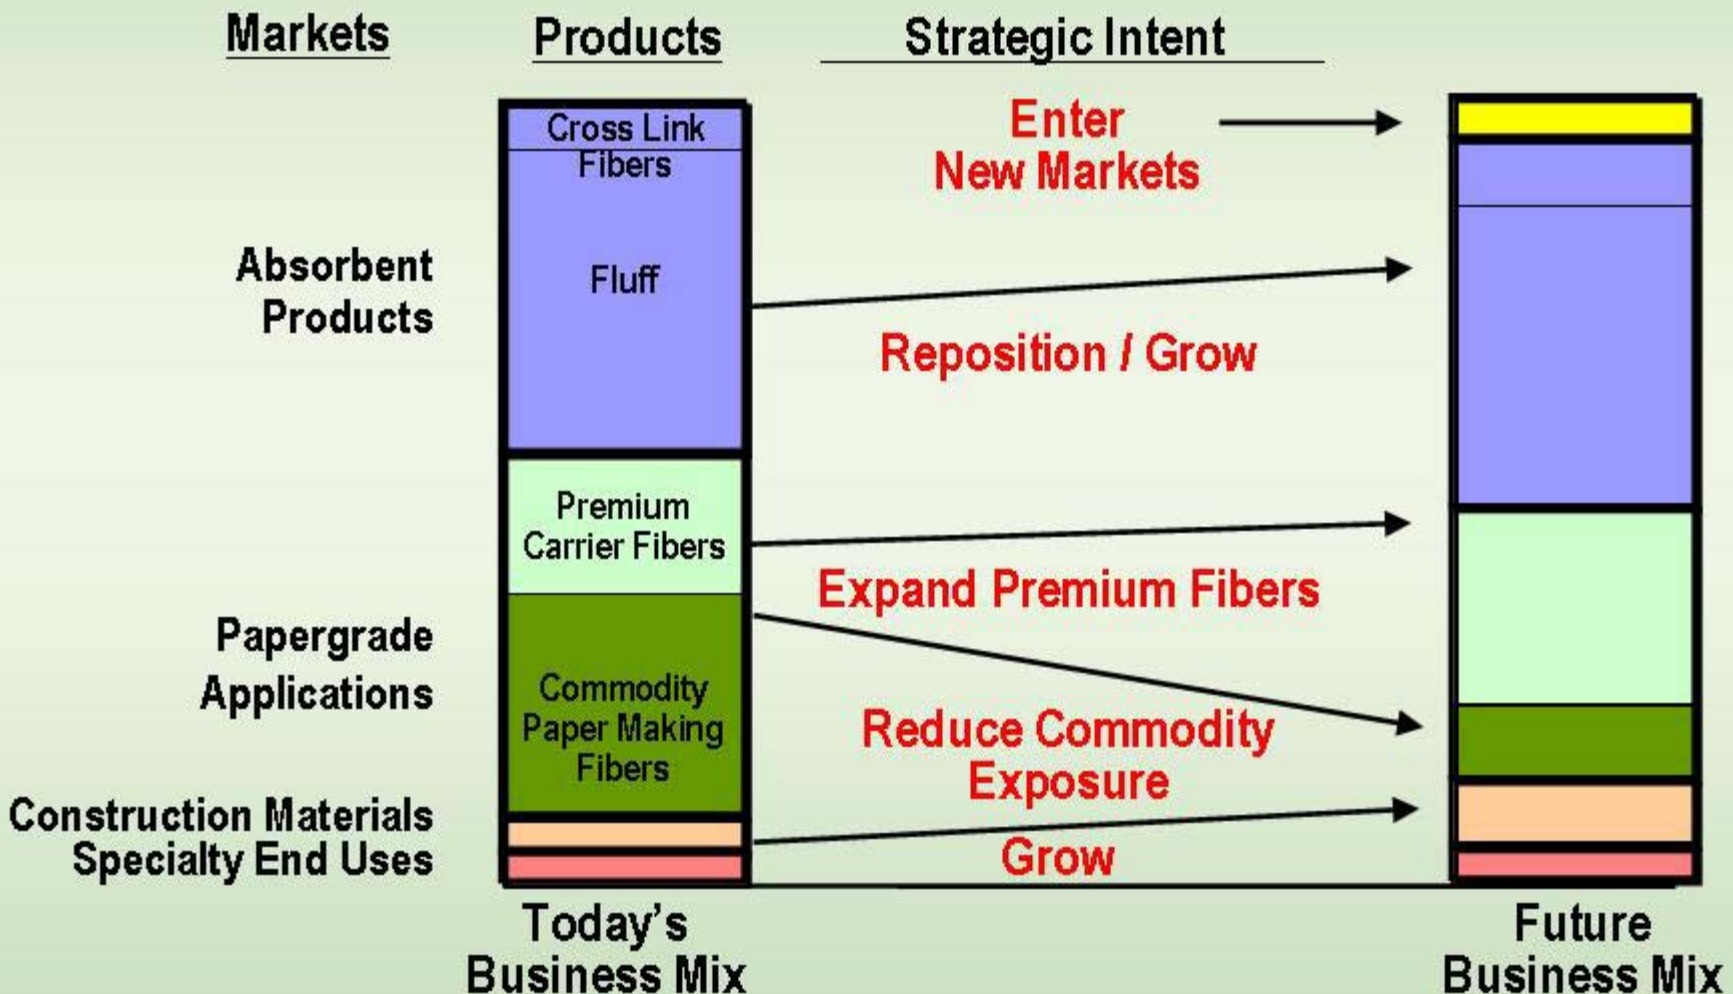 Markets
Products
Strategic Intent
Cross Link
Fibers
Enter
New Markets
Absorbent
Products
Fluff
Reposition / Grow
Premium
Carrier Fibers
Expand Premium Fibers
Papergrade
Applications
Commodity
Paper Making
Fibers
Reduce Commodity
Exposure
Construction Materials
Specialty End Uses
Grow
Today's
Business Mix
Future
Business Mix